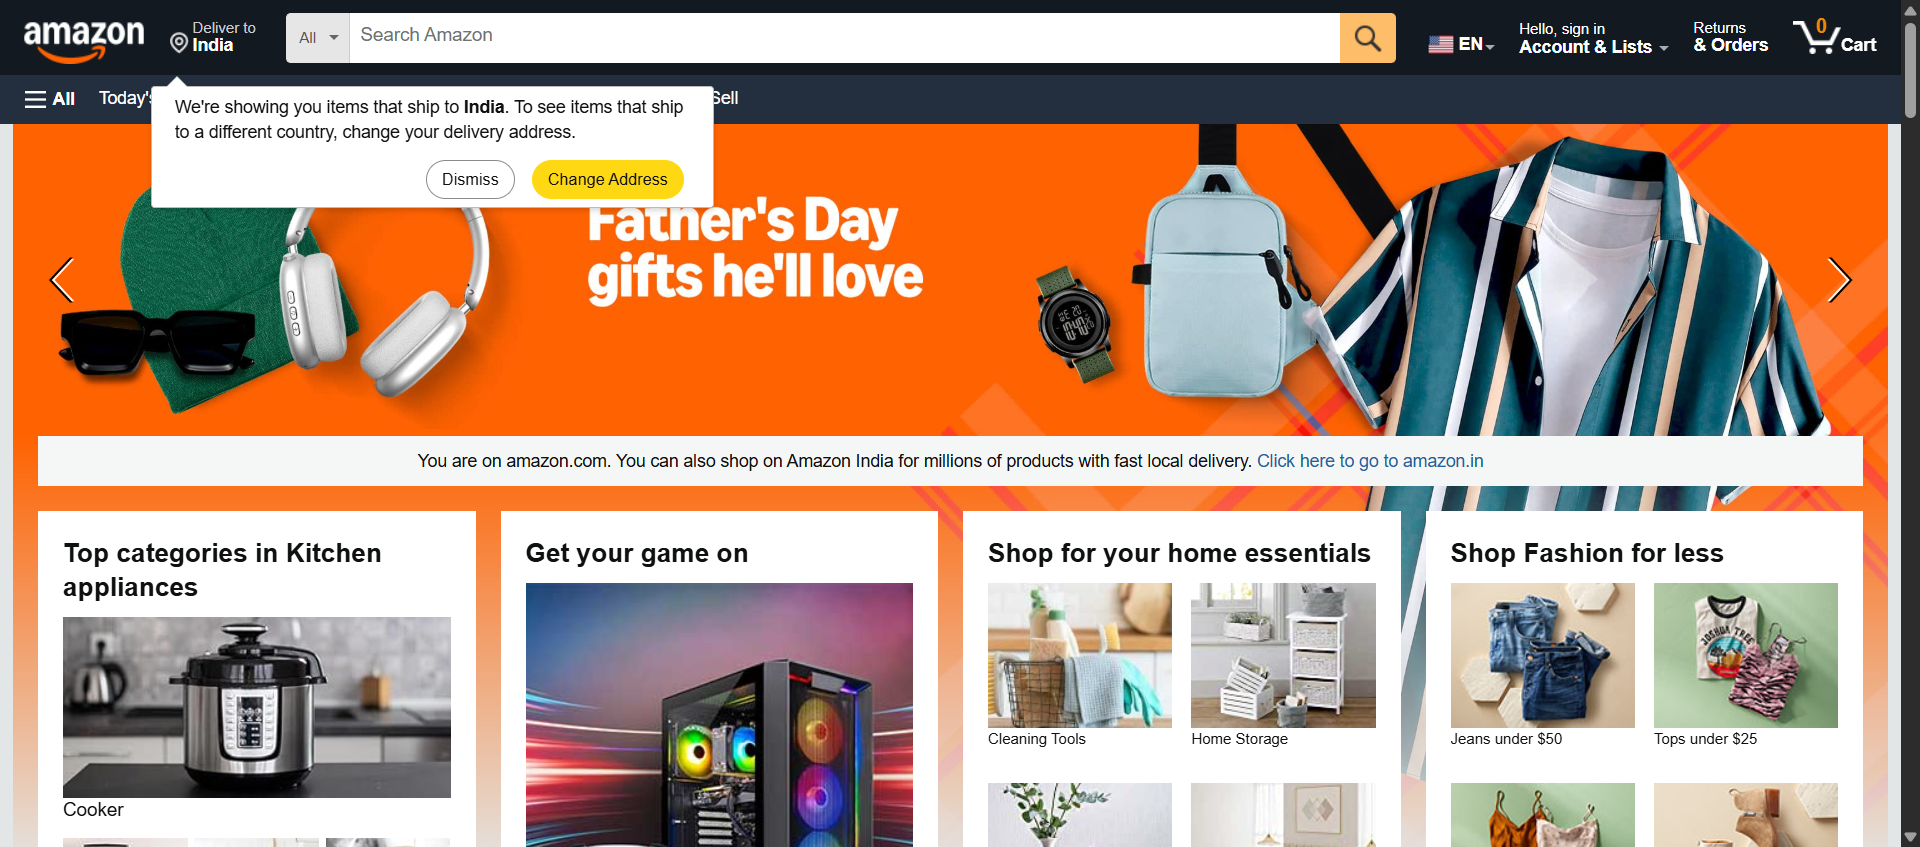 amazon
Deliver to
India
All
Search Amazon
EN
Hello, sign in
Account & Lists
Returns
& Orders
0
Cart
All
Today's
Sell
We're showing you items that ship to India. To see items that ship
to a different country, change your delivery address.
Dismiss
Change Address
Father's Day
gifts he'll love
You are on amazon.com. You can also shop on Amazon India for millions of products with fast local delivery. Click here to go to amazon.in
Top categories in Kitchen
appliances
Cooker
Get your game on
Shop for your home essentials
Cleaning Tools
Home Storage
Shop Fashion for less
JOSHUA TREE
Jeans under $50
Tops under $25